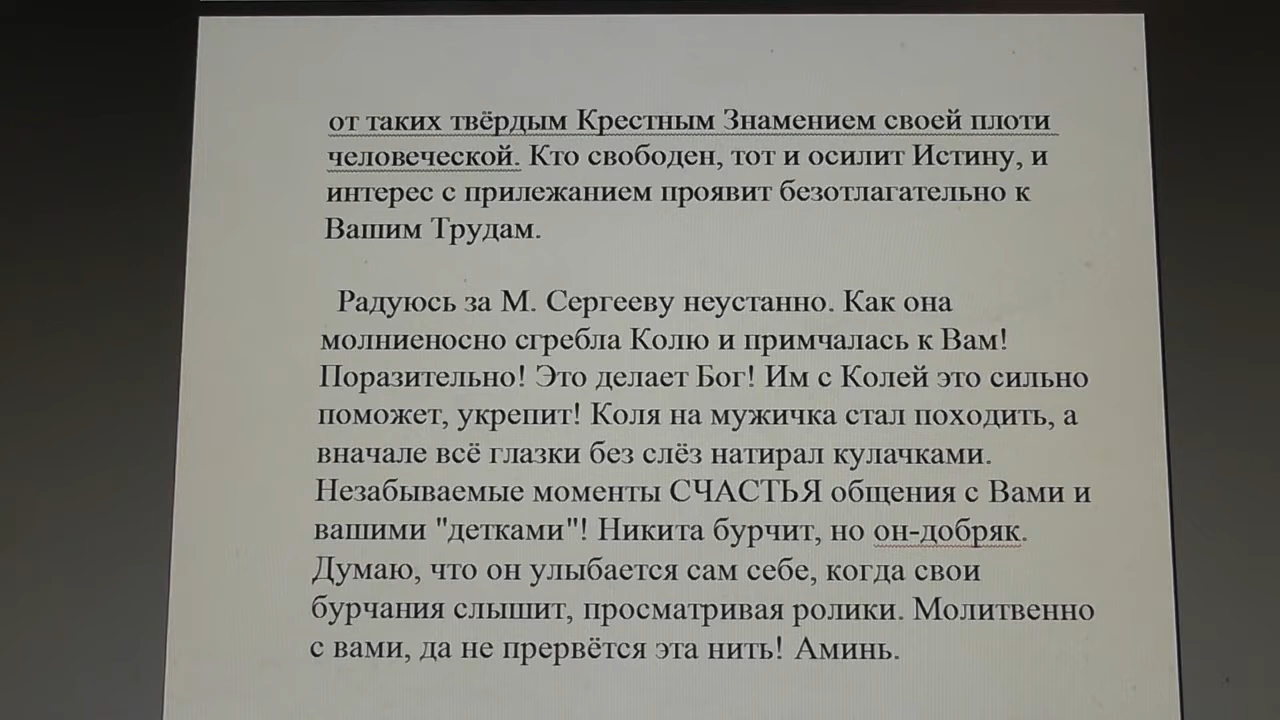 от таких твёрдым Крестным Знамением своей плоти
человеческой. Кто свободен, тот и осилит Истину, и
интерес с прилежанием проявит безотлагательно к
Вашим Трудам.
Радуюсь за М. Сергееву неустанно. Как она
молниеносно сгребла Колю и примчалась к Вам!
Поразительно! Это делает Бог! Им с Колей это сильно
поможет, укрепит! Коля на мужичка стал походить, а
вначале всё глазки без слёз натирал кулачками.
Незабываемые моменты СЧАСТЬЯ общения с Вами и
вашими "детками"! Никита бурчит, но он-добряк.
Думаю, что он улыбается сам себе, когда свои
бурчания слышит, просматривая ролики. Молитвенно
с вами, да не прервётся эта нить! Аминь.